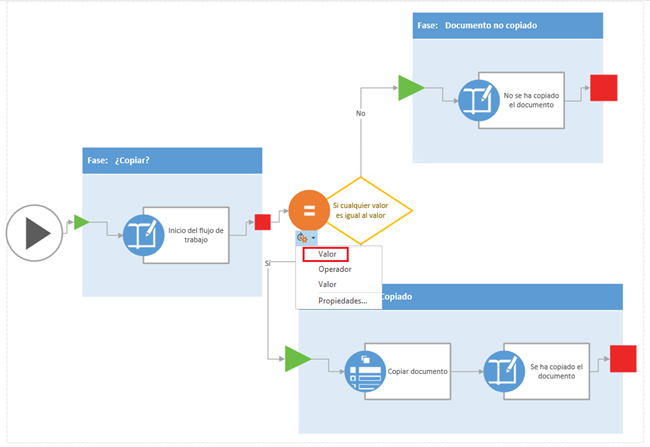 Fase: Documento no copiado
No se ha copiado
el documento
No
Fase: ¿Copiar?
Si cualquier valor
es igual al valor
Inicio del flujo de
trabajo
Sí
Valor
Operador
Valor
Propiedades...
Copiado
Copiar documento
Se ha copiado el
documento